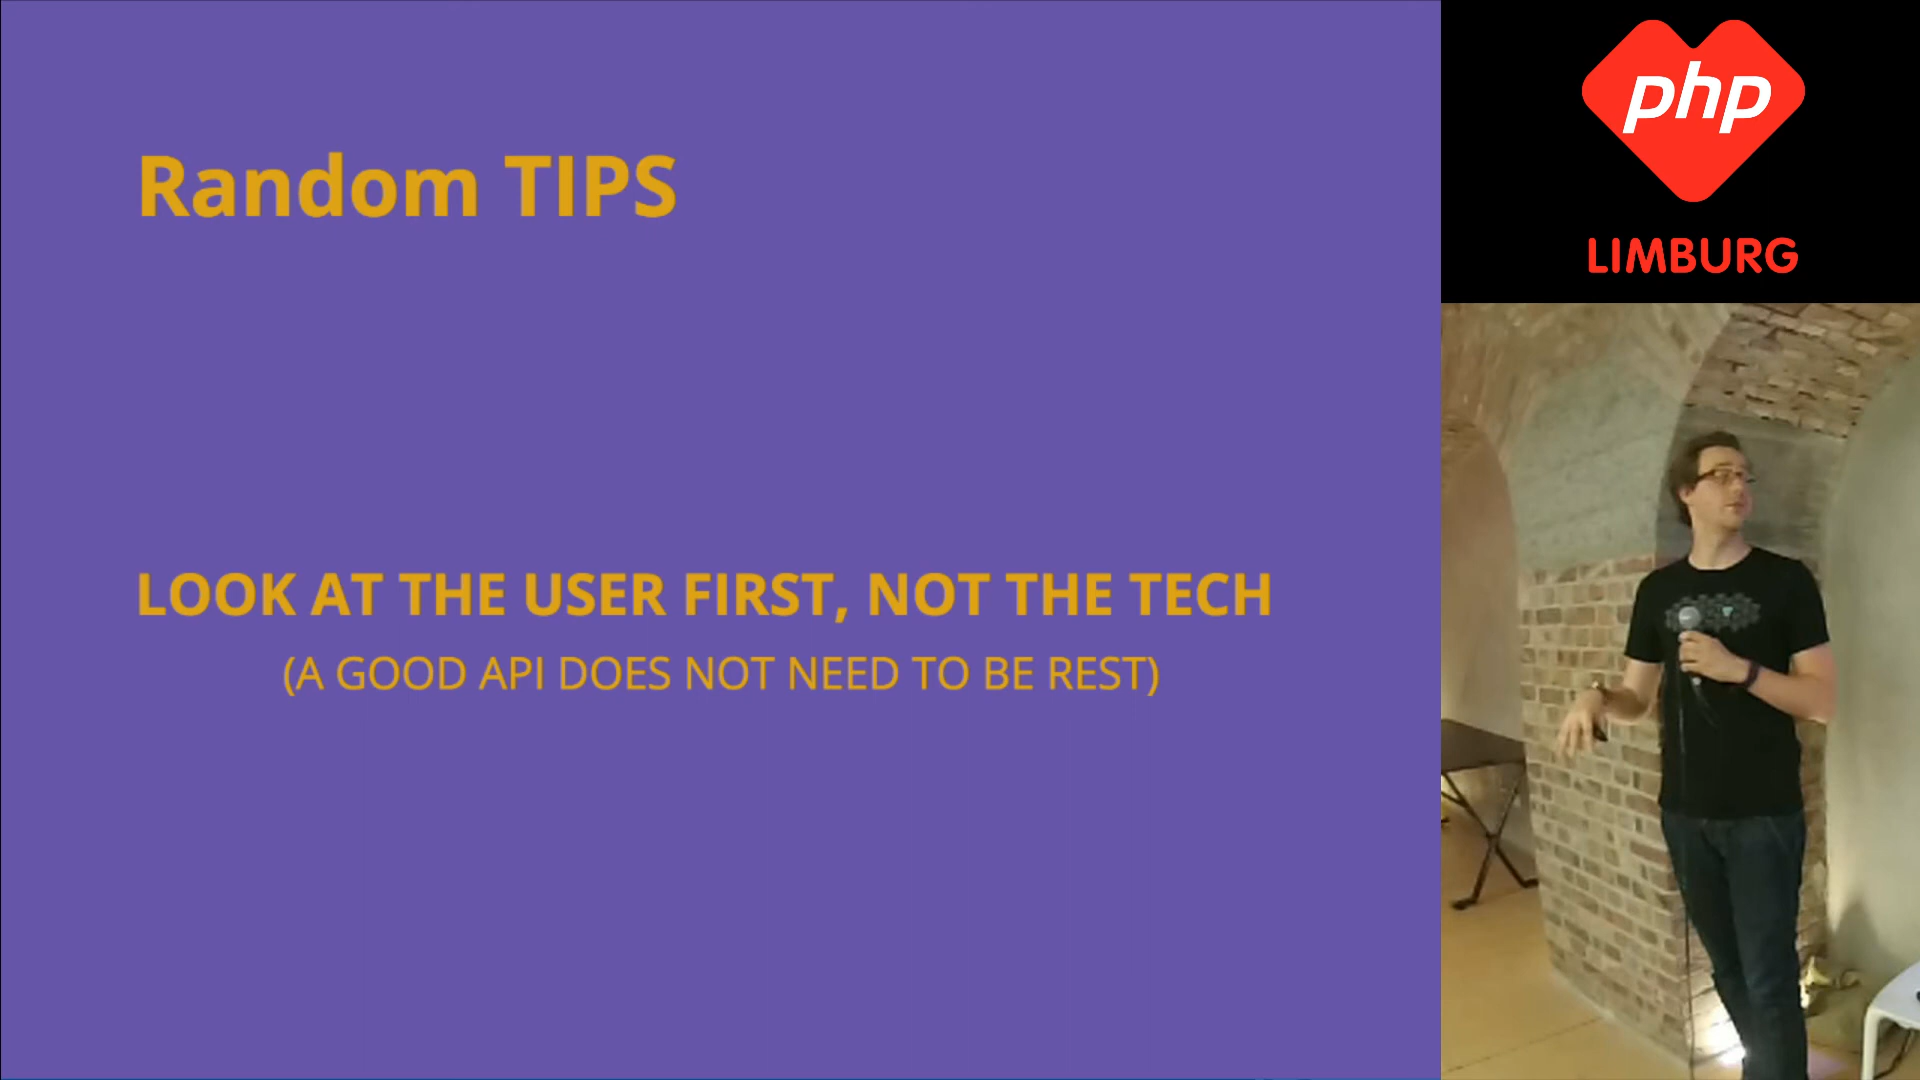 Random TIPS
LOOK AT THE USER FIRST, NOT THE TECH
(A GOOD API DOES NOT NEED TO BE REST)
php
LIMBURG